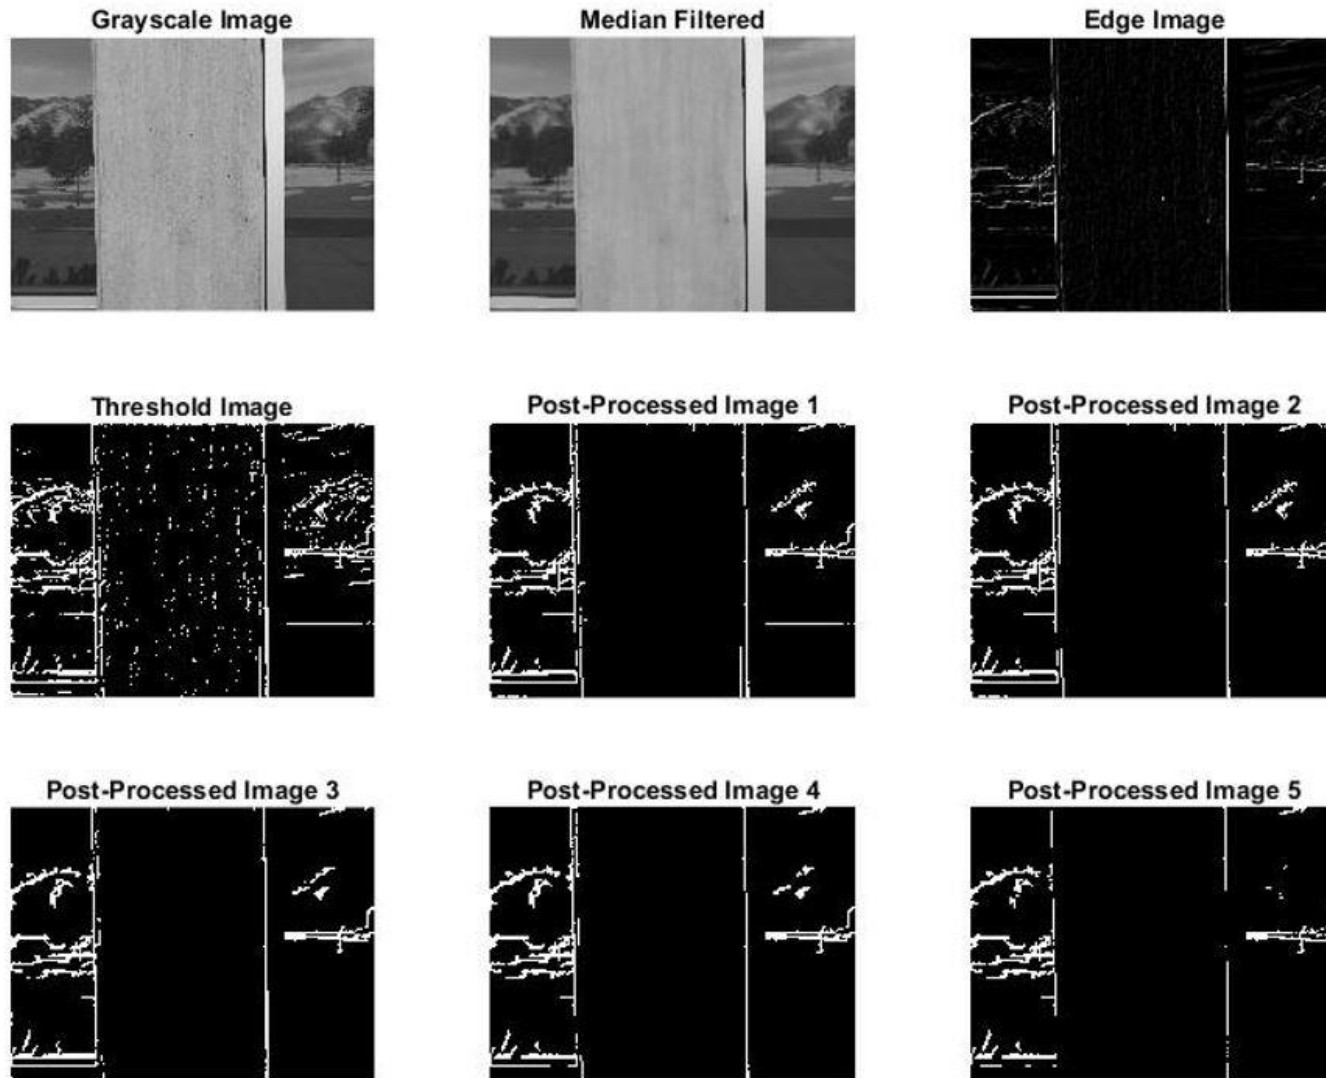 Grayscale Image
Median Filtered
Edge Image
Threshold Image
Post-Processed Image 1
Post-Processed Image 2
Post-Processed Image 3
Post-Processed Image 4
Post-Processed Image 5